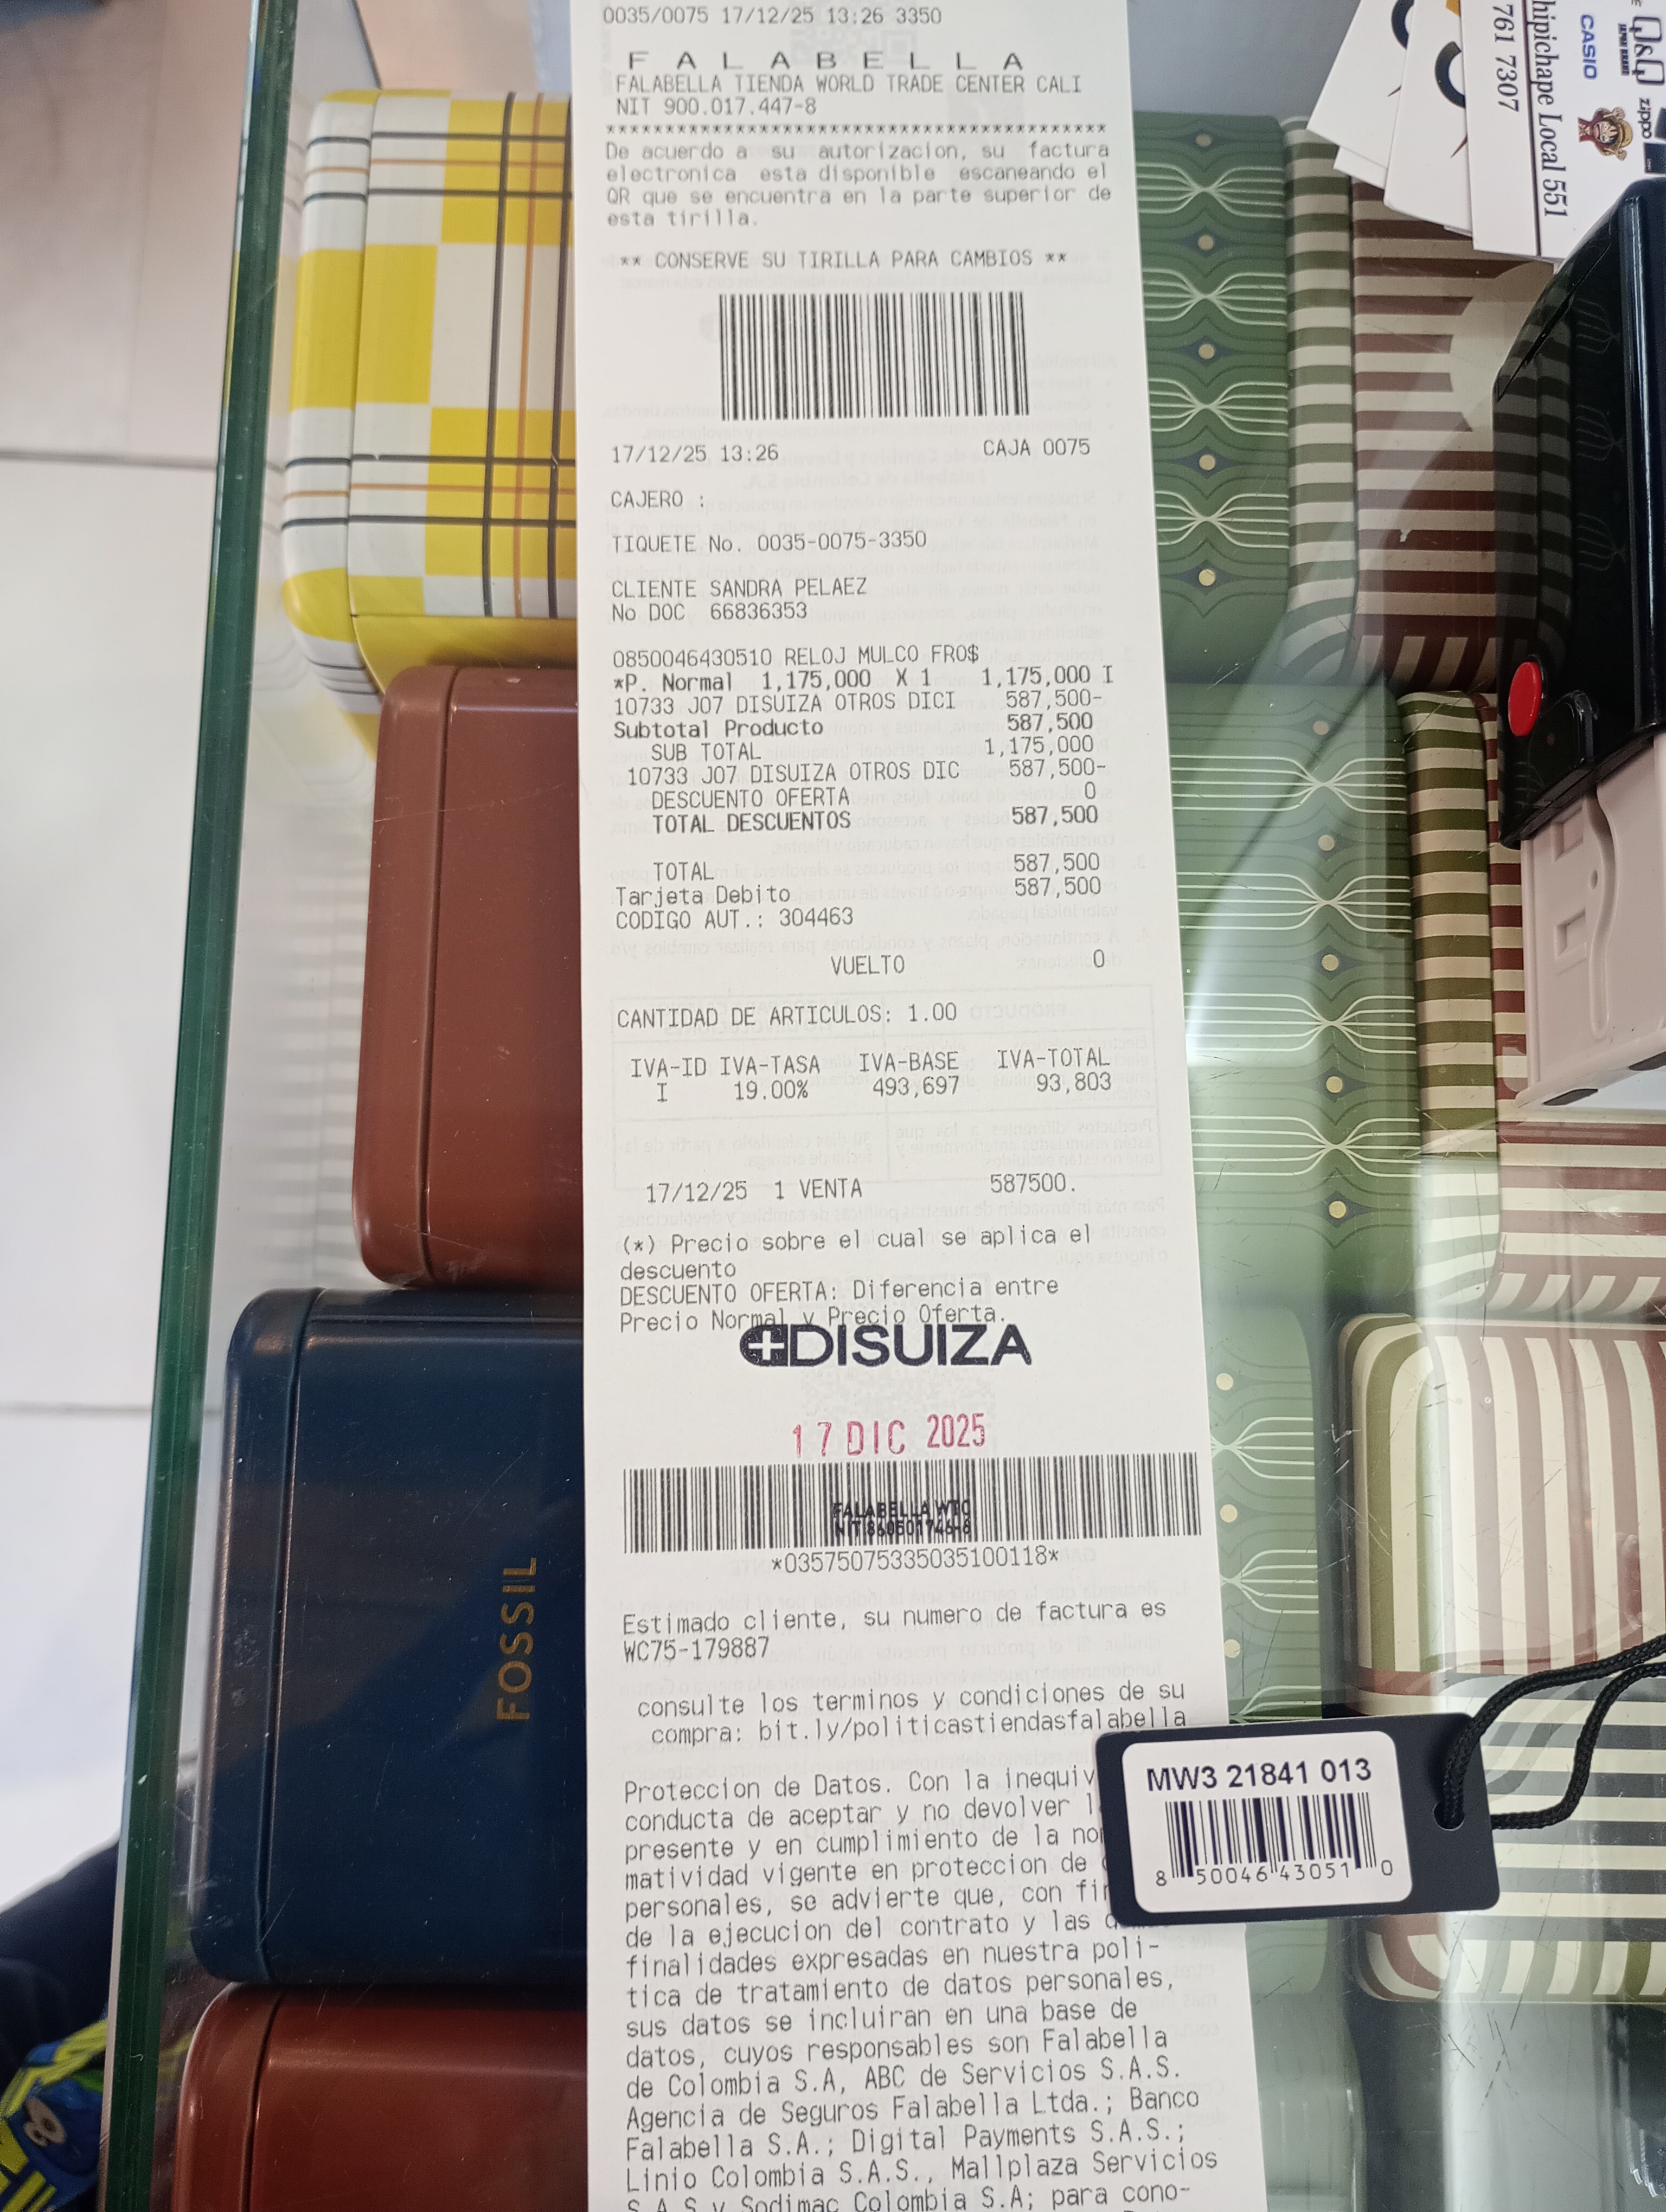 0035/0075 17/12/25 13:26 3350
FALABELLA
FALABELLA TIENDA WORLD TRADE CENTER CALI
NIT 900.017.447-8
******************************************
De acuerdo a su autorizacion, su factura
electronica esta disponible escaneando el
QR que se encuentra en la parte superior de
esta tirilla.
** CONSERVE SU TIRILLA PARA CAMBIOS **
17/12/25 13:26 CAJA 0075
CAJERO :
TIQUETE No. 0035-0075-3350
CLIENTE SANDRA PELAEZ
No DOC 66836353
0850046430510 RELOJ MULCO FRO$
*P. Normal 1,175,000 X 1 1,175,000 I
10733 J07 DISUIZA OTROS DICI 587,500-
Subtotal Producto 587,500
SUB TOTAL 1,175,000
10733 J07 DISUIZA OTROS DIC 587,500-
DESCUENTO OFERTA 0
TOTAL DESCUENTOS 587,500
TOTAL 587,500
Tarjeta Debito 587,500
CODIGO AUT.: 304463
VUELTO 0
CANTIDAD DE ARTICULOS: 1.00
IVA-ID IVA-TASA IVA-BASE IVA-TOTAL
I 19.00% 493,697 93,803
17/12/25 1 VENTA 587500.
(*) Precio sobre el cual se aplica el
descuento
DESCUENTO OFERTA: Diferencia entre
Precio Normal y Precio Oferta.
DISUIZA
17 DIC 2025
FALABELLA WTC
*03575075335035100118*
Estimado cliente, su numero de factura es
WC75-179887
consulte los terminos y condiciones de su
compra: bit.ly/politicastiendasfalabella
Proteccion de Datos. Con la inequiv
conducta de aceptar y no devolver l
presente y en cumplimiento de la no
matividad vigente en proteccion de
personales, se advierte que, con fi
de la ejecucion del contrato y las
finalidades expresadas en nuestra poli-
tica de tratamiento de datos personales,
sus datos se incluiran en una base de
datos, cuyos responsables son Falabella
de Colombia S.A, ABC de Servicios S.A.S.
Agencia de Seguros Falabella Ltda.; Banco
Falabella S.A.; Digital Payments S.A.S.;
Linio Colombia S.A.S., Mallplaza Servicios
S.A.S y Sodimac Colombia S.A; para cono-
MW3 21841 013
8 50046 43051 0
FOSSIL
hipichape Local 551
761 7307
CASIO
Q&Q
zippo